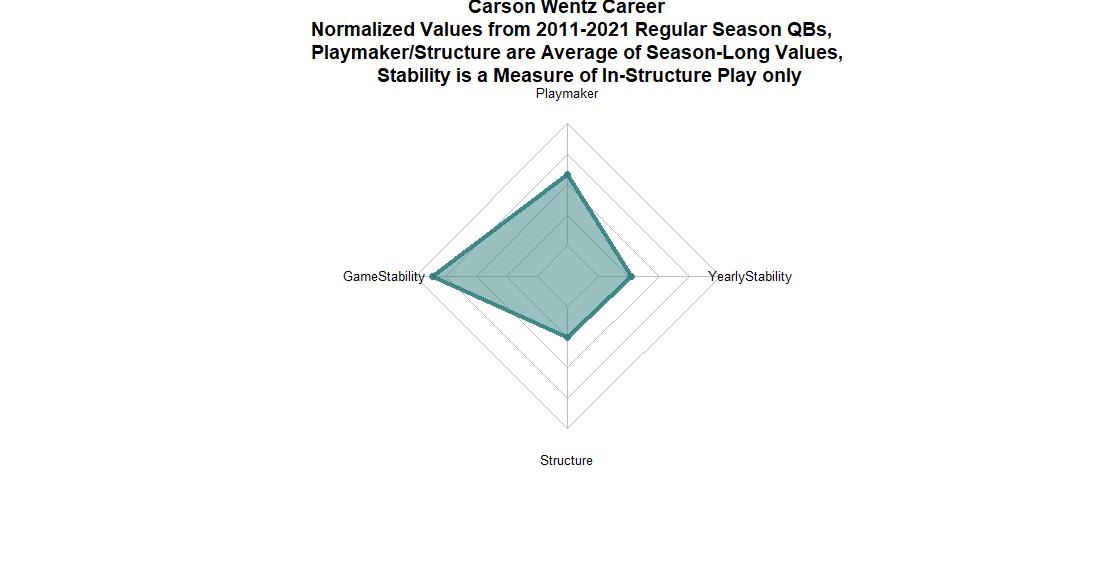 Carson Wentz Career
Normalized Values from 2011-2021 Regular Season QBs,
Playmaker/Structure are Average of Season-Long Values,
Stability is a Measure of In-Structure Play only
Playmaker
GameStability
YearlyStability
Structure